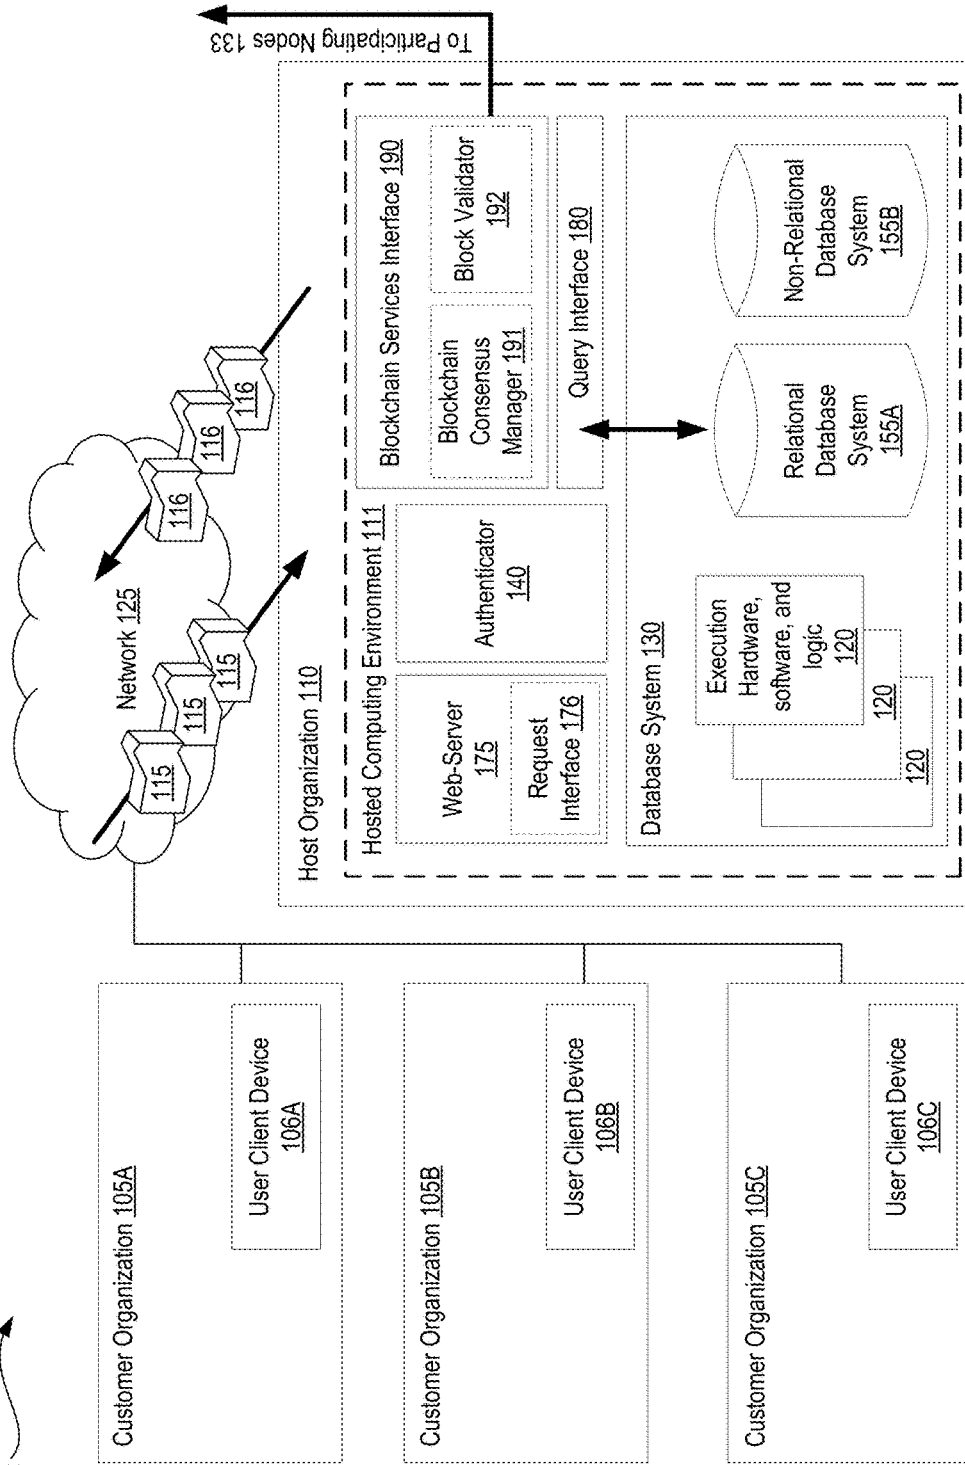 To Participating Nodes 133
Network 125
115
115
115
116
116
116
Customer Organization 105A
User Client Device
106A
Customer Organization 105B
User Client Device
106B
Customer Organization 105C
User Client Device
106C
Host Organization 110
Hosted Computing Environment 111
Web-Server
175
Request
Interface 176
Authenticator
140
Blockchain Services Interface 190
Blockchain
Consensus
Manager 191
Block Validator
192
Query Interface 180
Database System 130
Execution
Hardware,
software, and
logic
120
120
120
Relational
Database
System
155A
Non-Relational
Database
System
155B